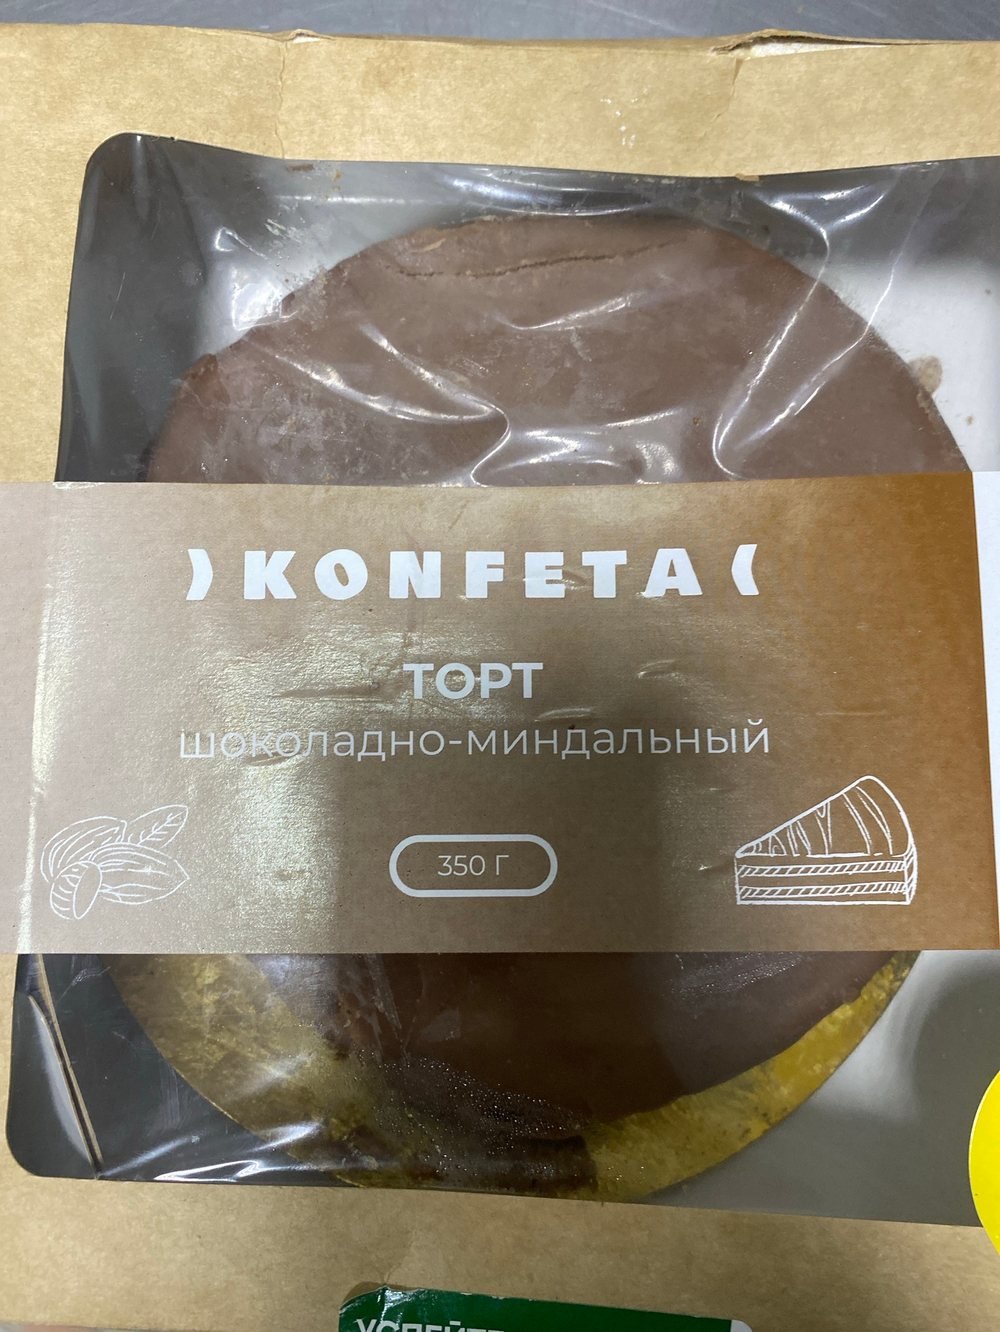 KONFETA
ТОРТ
шоколадно-миндальный
350 Г